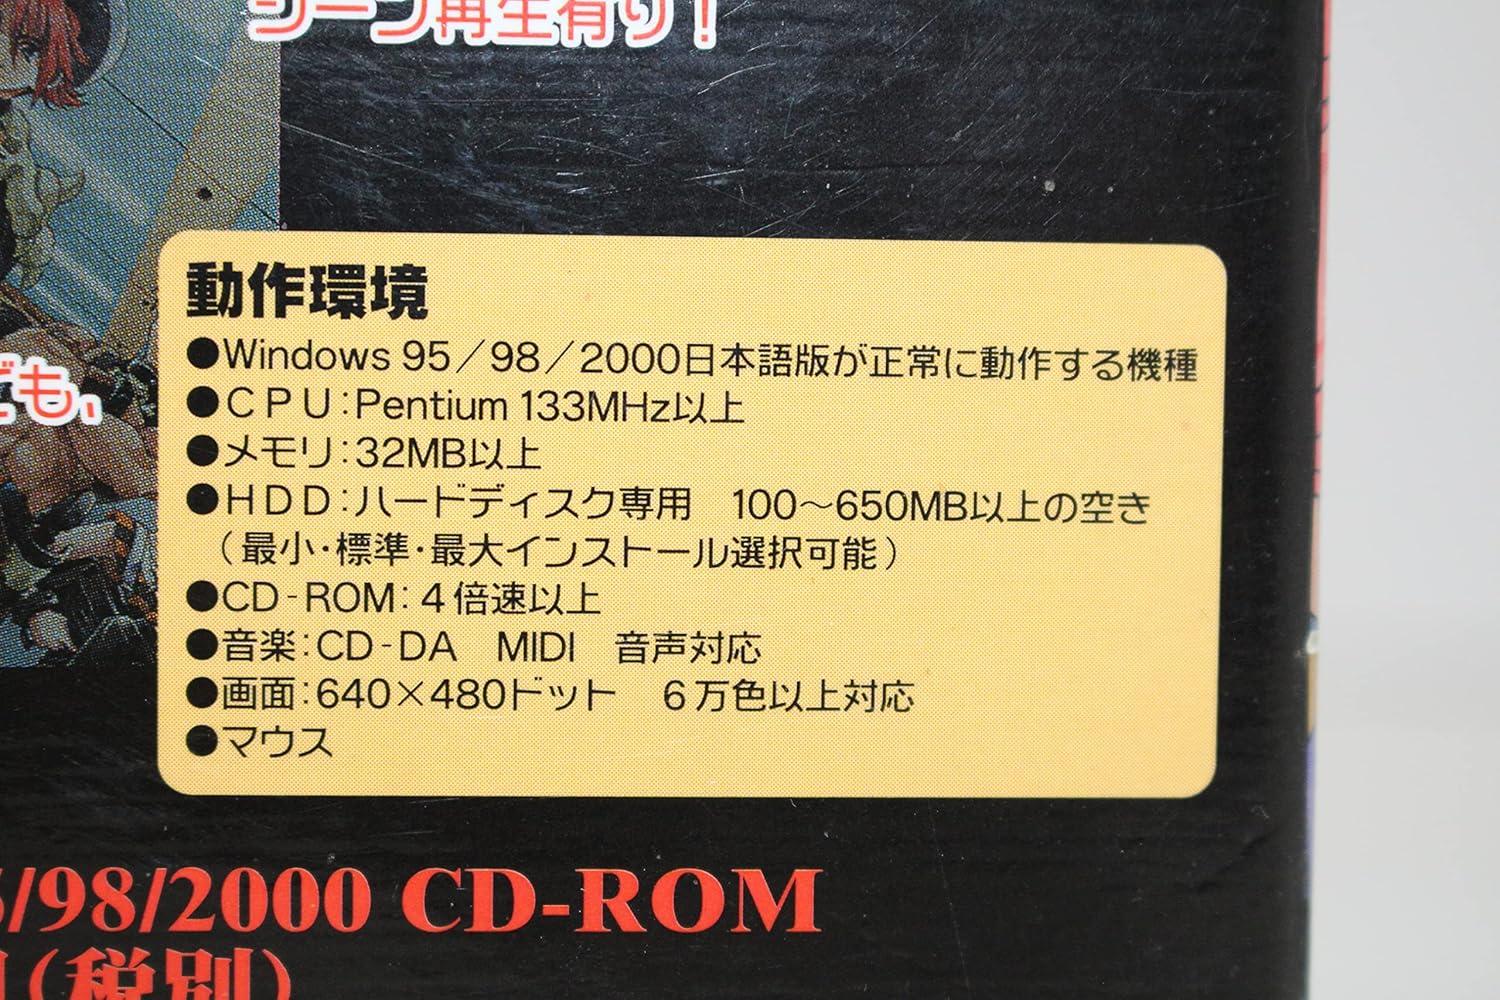 シーン再生有り！
動作環境
●Windows 95／98／2000日本語版が正常に動作する機種
●ＣＰＵ：Pentium 133MHz以上
●メモリ：32MB以上
ども、
●ＨＤＤ：ハードディスク専用　100〜650MB以上の空き
（最小・標準・最大インストール選択可能）
●CD-ROM：４倍速以上
●音楽：CD-DA　MIDI　音声対応
●画面：640×480ドット　６万色以上対応
●マウス
/98/2000 CD-ROM
（税別）